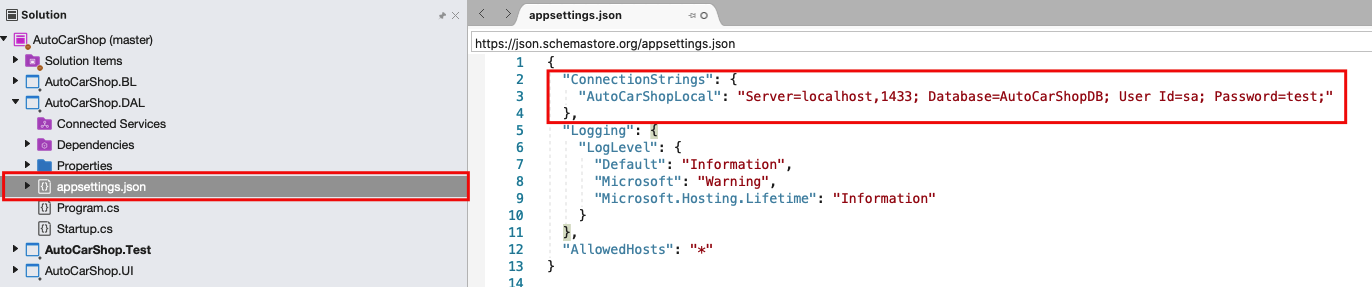 Solution
AutoCarShop (master)
Solution Items
AutoCarShop.BL
AutoCarShop.DAL
Connected Services
Dependencies
Properties
appsettings.json
Program.cs
Startup.cs
AutoCarShop.Test
AutoCarShop.UI
appsettings.json
https://json.schemastore.org/appsettings.json
1 {
2 "ConnectionStrings": {
3 "AutoCarShopLocal": "Server=localhost,1433; Database=AutoCarShopDB; User Id=sa; Password=test;"
4 },
5 "Logging": {
6 "LogLevel": {
7 "Default": "Information",
8 "Microsoft": "Warning",
9 "Microsoft.Hosting.Lifetime": "Information"
10 }
11 },
12 "AllowedHosts": "*"
13 }
14